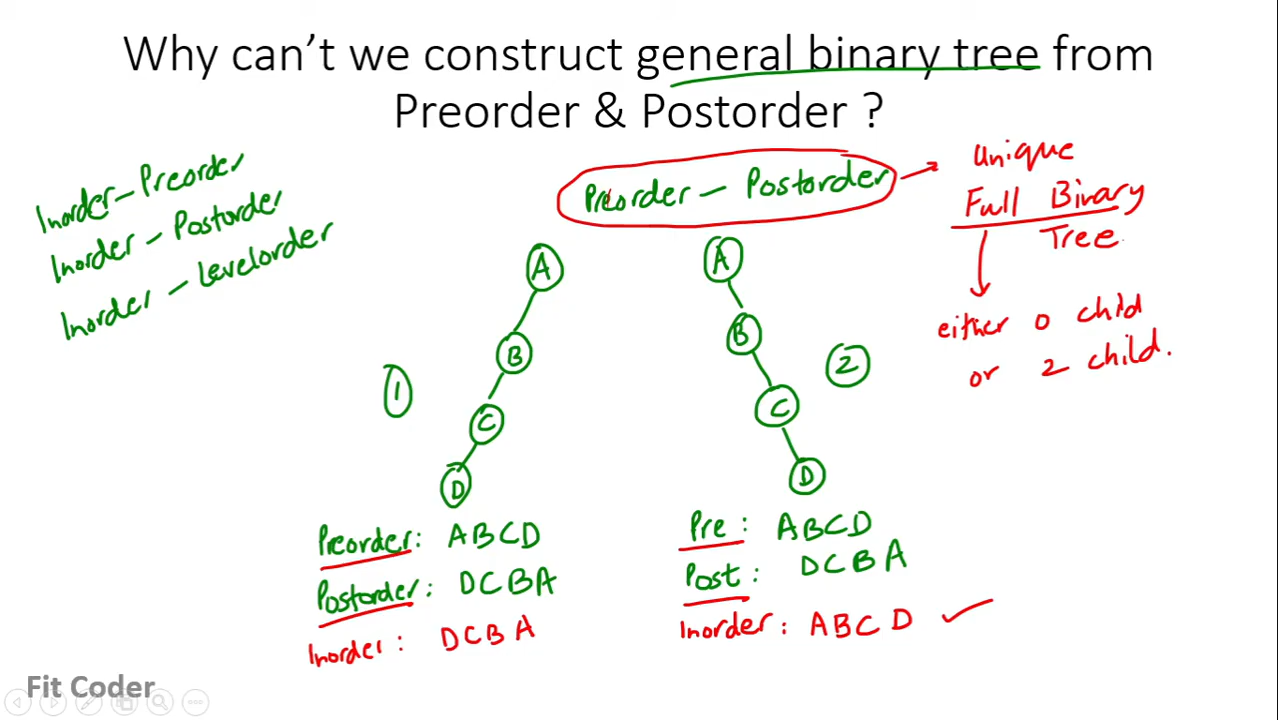 Why can't we construct general binary tree from
Preorder & Postorder ?
Inorder – Preorder
Inorder – Postorder
Inorder – Levelorder
Preorder – Postorder
Unique
Full Binary
Tree
either 0 child
or 2 child.
1
A
B
C
D
Preorder: ABCD
Postorder: DCBA
Inorder: DCBA
A
B
2
C
D
Pre: ABCD
Post: DCBA
Inorder: ABCD
Fit Coder